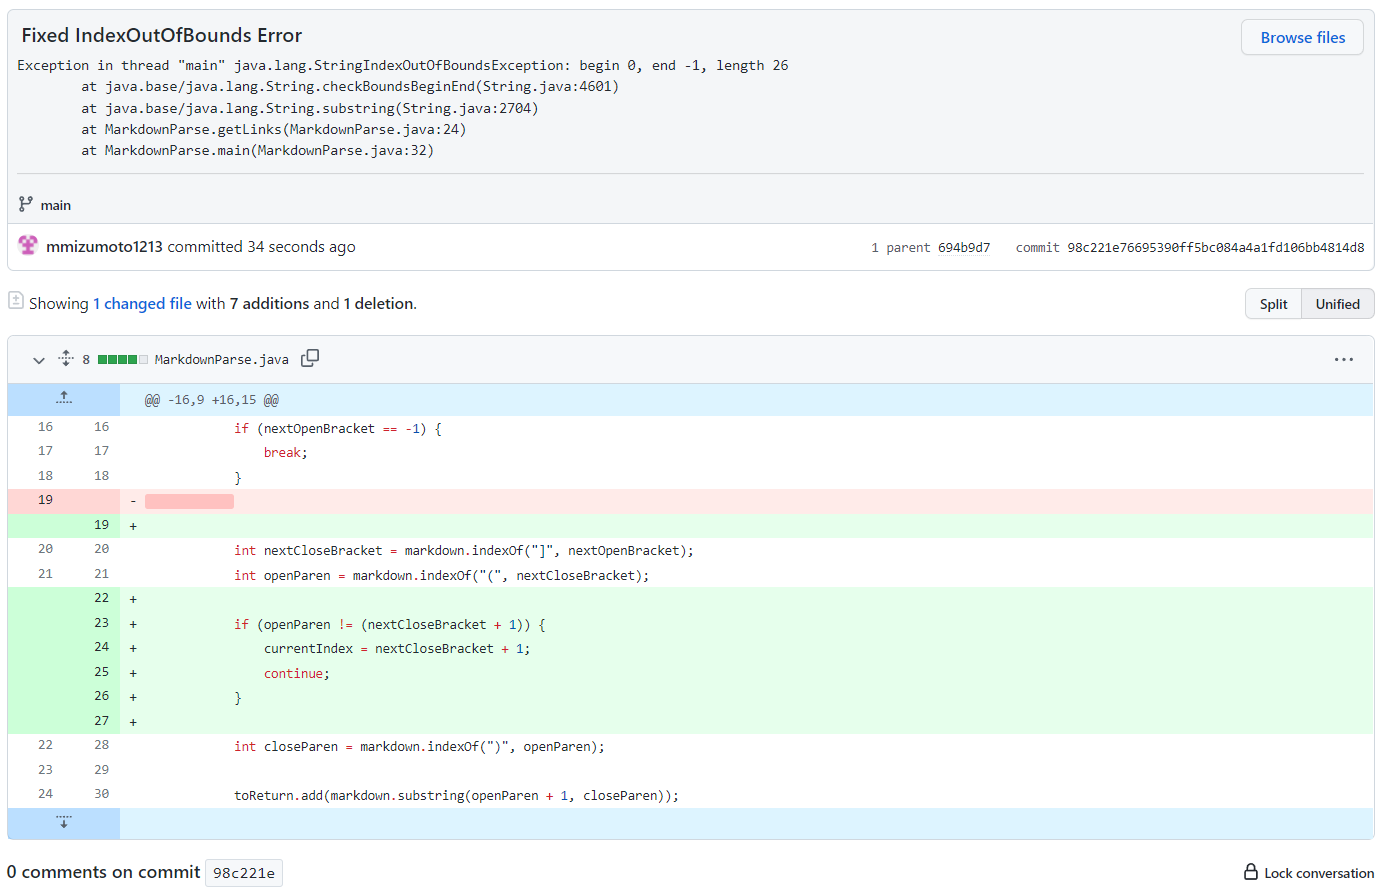 Fixed IndexOutOfBounds Error
Browse files
Exception in thread "main" java.lang.StringIndexOutOfBoundsException: begin 0, end -1, length 26
at java.base/java.lang.String.checkBoundsBeginEnd(String.java:4601)
at java.base/java.lang.String.substring(String.java:2704)
at MarkdownParse.getLinks(MarkdownParse.java:24)
at MarkdownParse.main(MarkdownParse.java:32)
main
mmizumoto1213 committed 34 seconds ago
1 parent 694b9d7 commit 98c221e76695390ff5bc084a4a1fd106bb4814d8
Showing 1 changed file with 7 additions and 1 deletion.
Split Unified
8 MarkdownParse.java
@@ -16,9 +16,15 @@
16 16 if (nextOpenBracket == -1) {
17 17 break;
18 18 }
19 -
19 +
20 20 int nextCloseBracket = markdown.indexOf("]", nextOpenBracket);
21 21 int openParen = markdown.indexOf("(", nextCloseBracket);
22 +
23 + if (openParen != (nextCloseBracket + 1)) {
24 + currentIndex = nextCloseBracket + 1;
25 + continue;
26 + }
27 +
22 28 int closeParen = markdown.indexOf(")", openParen);
23 29
24 30 toReturn.add(markdown.substring(openParen + 1, closeParen));
0 comments on commit 98c221e
Lock conversation